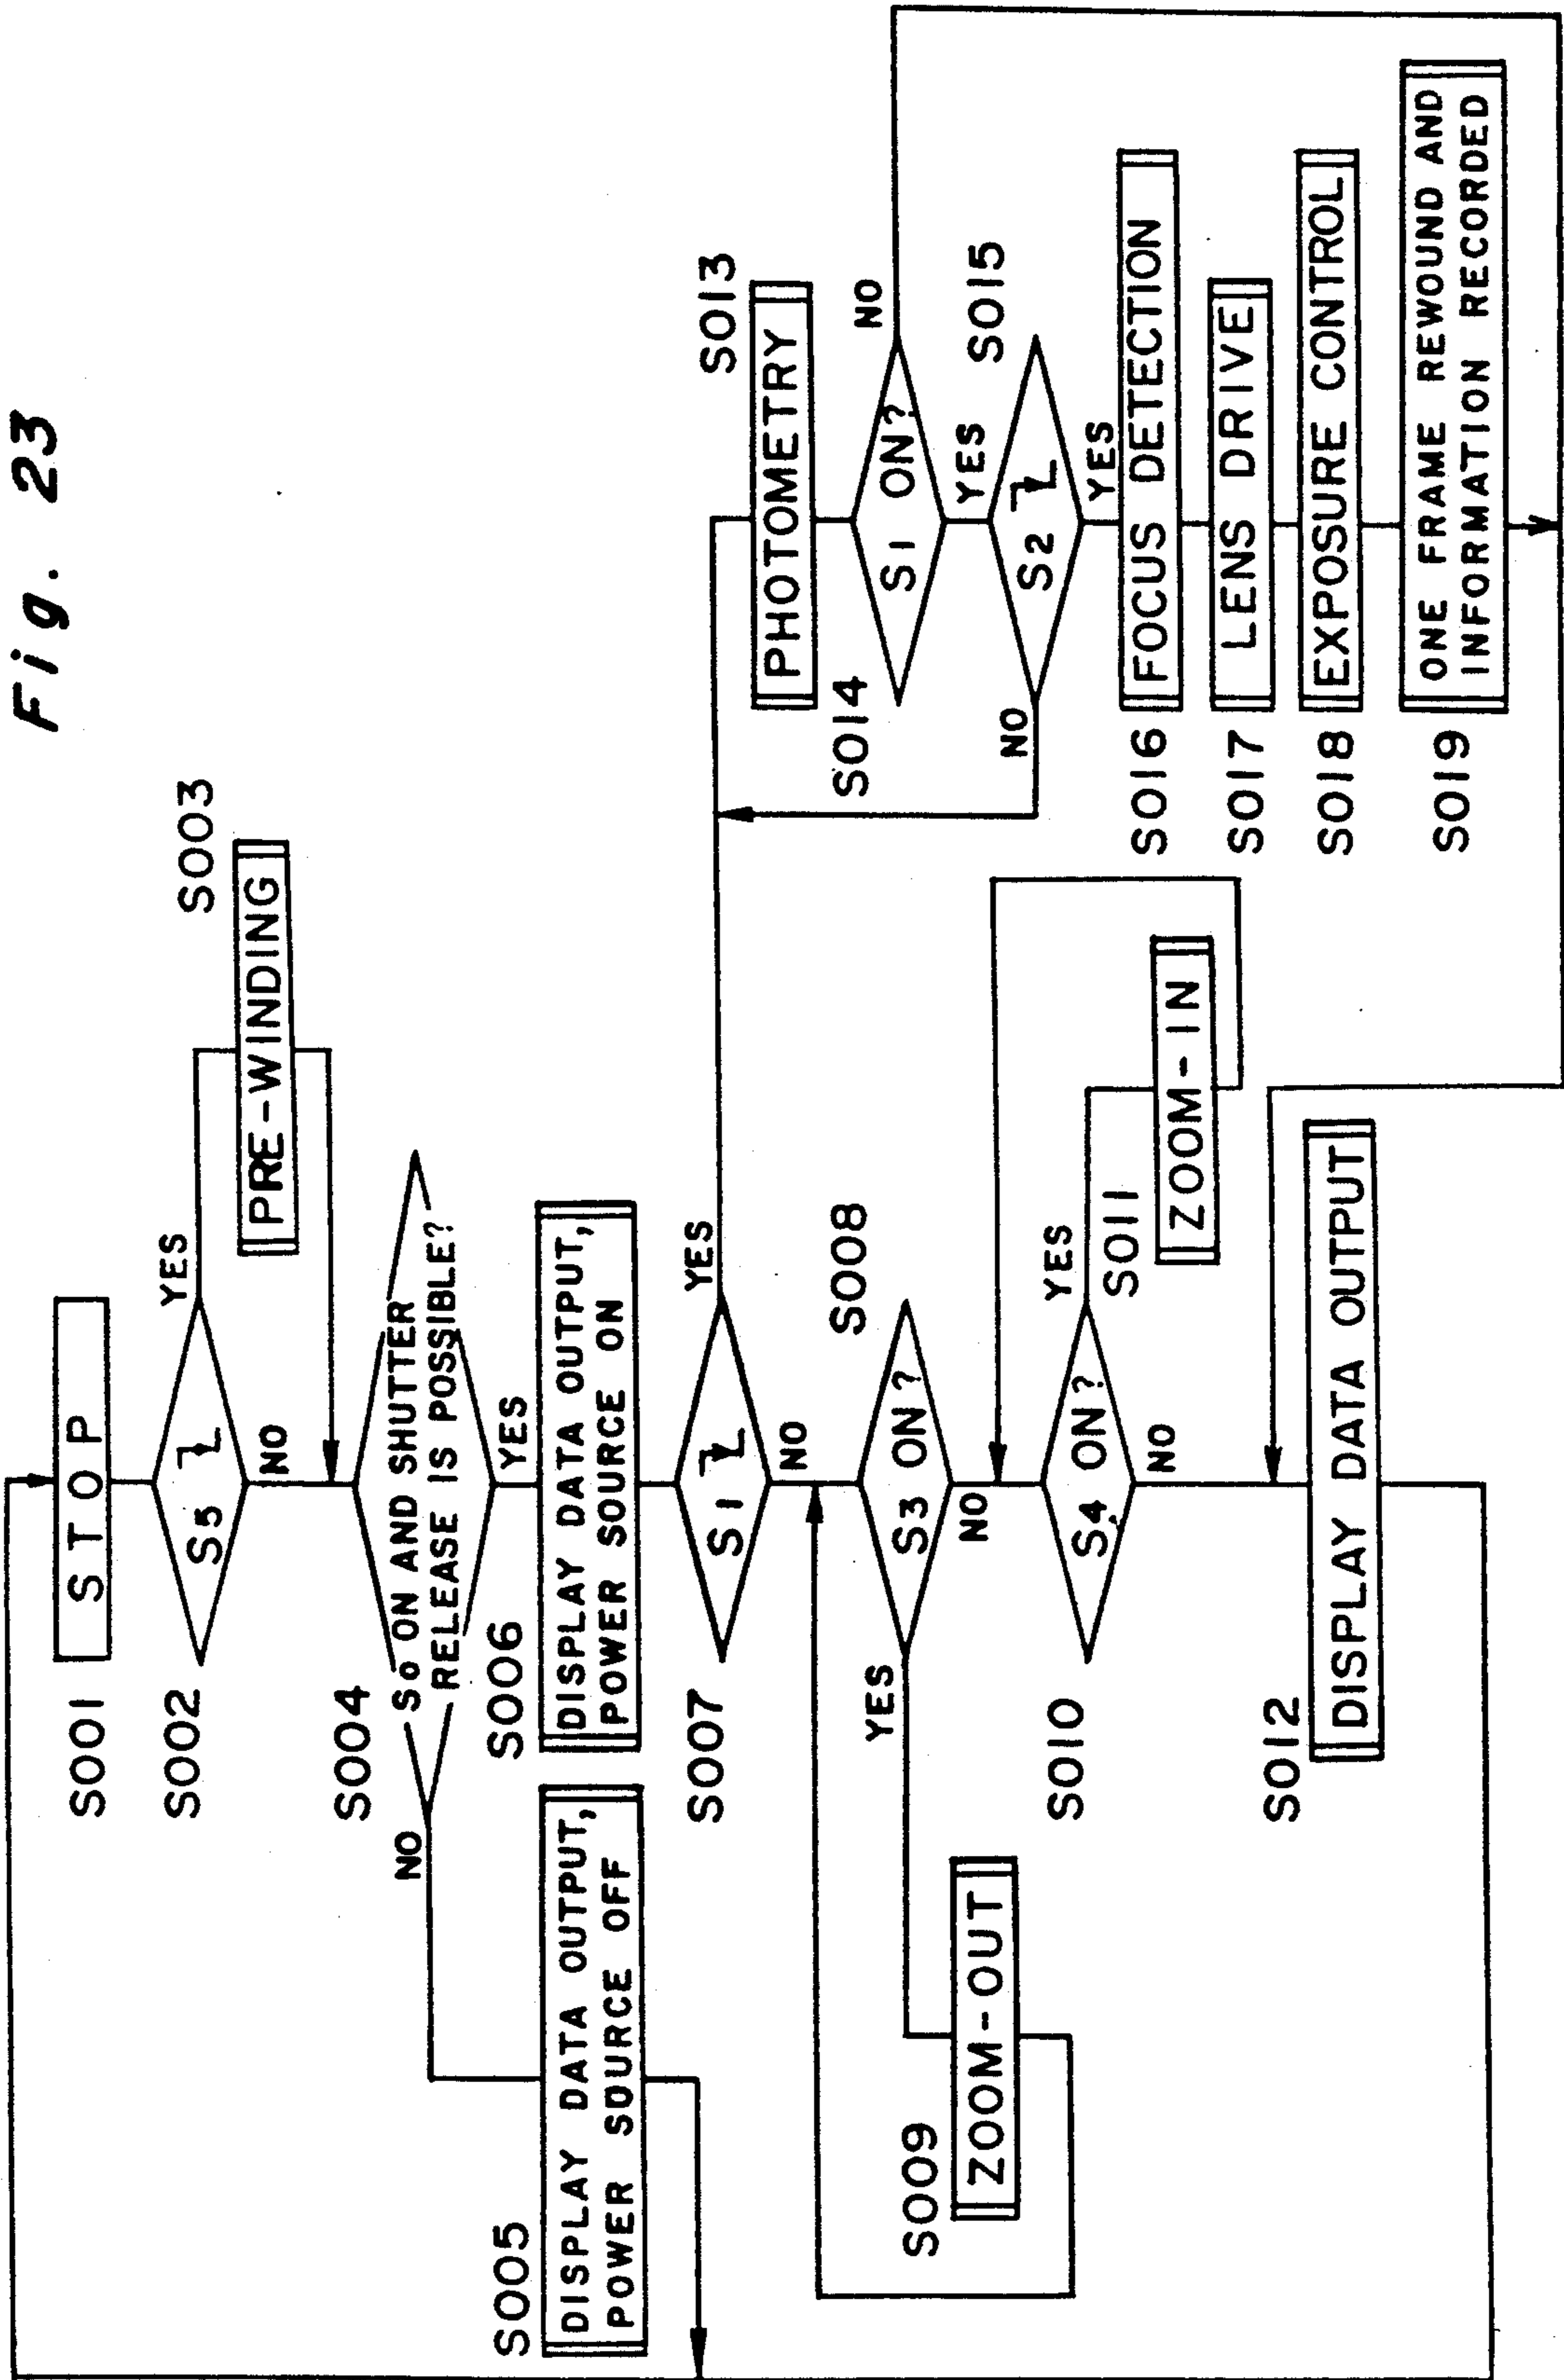 Fig. 23
S001
STOP
S002
S5
YES
NO
S003
PRE-WINDING
S004
S0 ON AND SHUTTER
RELEASE IS POSSIBLE?
NO
YES
S005
DISPLAY DATA OUTPUT,
POWER SOURCE OFF
S006
DISPLAY DATA OUTPUT,
POWER SOURCE ON
S007
S1
YES
NO
S008
S3 ON?
YES
NO
S009
ZOOM-OUT
S010
S4 ON?
YES
NO
S011
ZOOM-IN
S012
DISPLAY DATA OUTPUT
S013
PHOTOMETRY
S014
S1 ON?
NO
YES
S015
S2
NO
YES
S016
FOCUS DETECTION
S017
LENS DRIVE
S018
EXPOSURE CONTROL
S019
ONE FRAME REWOUND AND
INFORMATION RECORDED